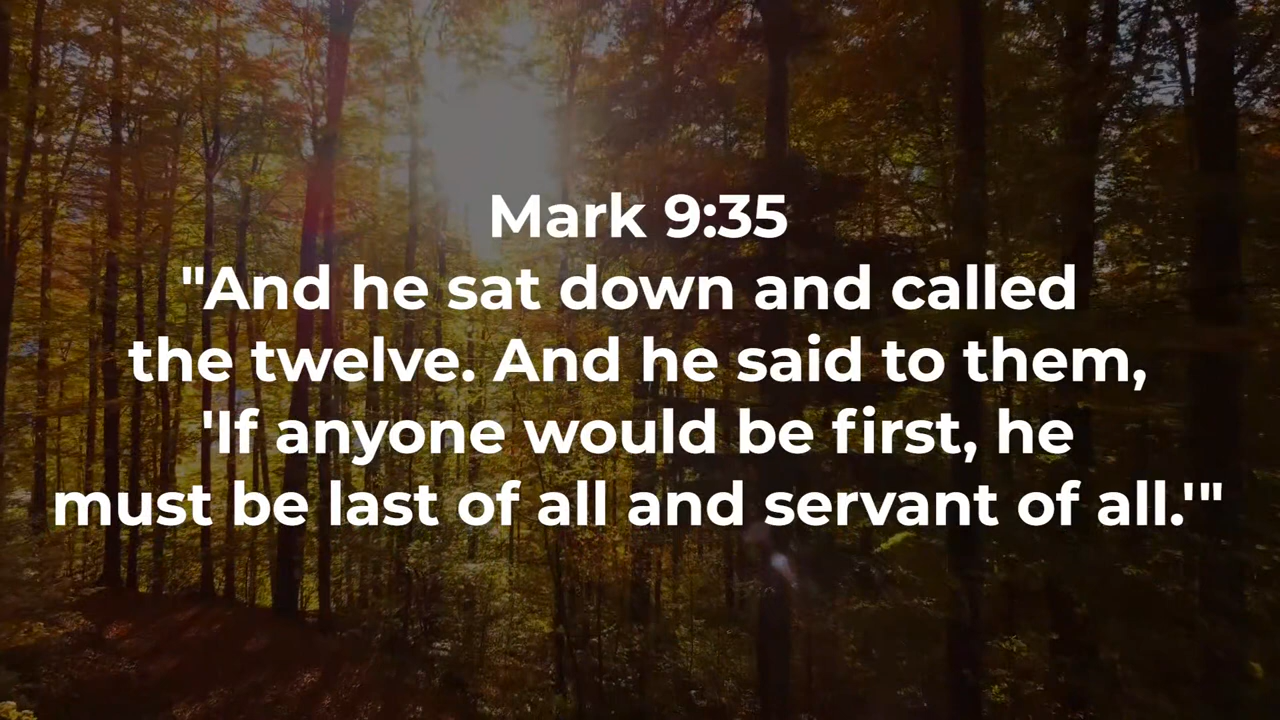 Mark 9:35
"And he sat down and called
the twelve. And he said to them,
'If anyone would be first, he
must be last of all and servant of all.'"